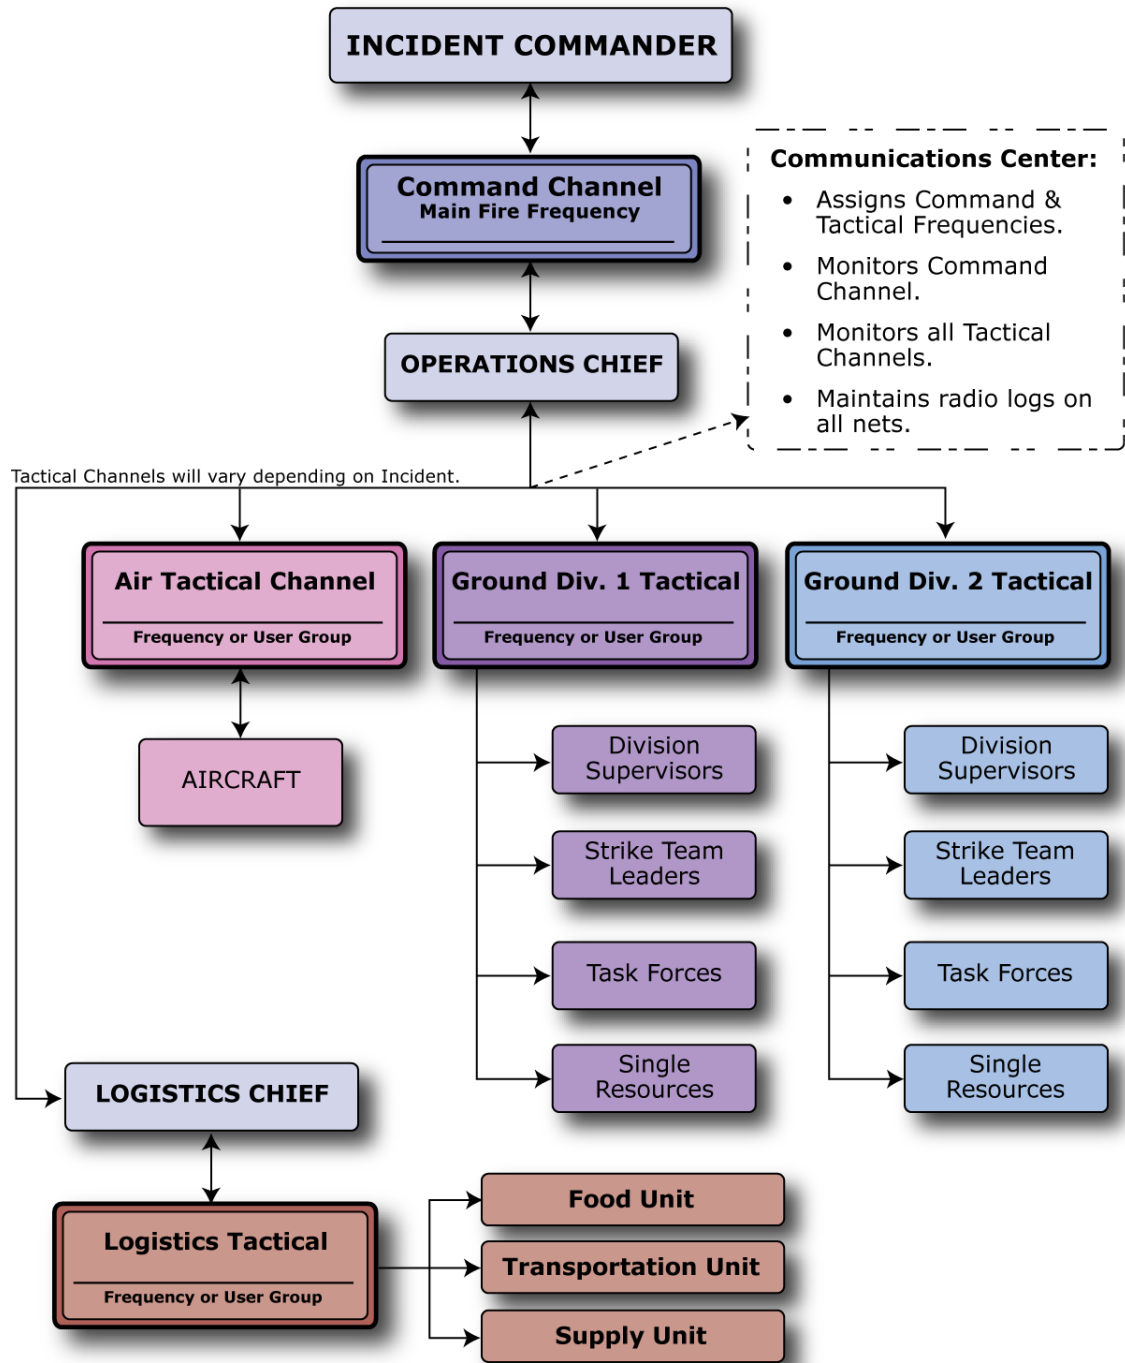 INCIDENT COMMANDER
Command Channel
Main Fire Frequency
Communications Center:
• Assigns Command &
Tactical Frequencies.
• Monitors Command
Channel.
• Monitors all Tactical
Channels.
• Maintains radio logs on
all nets.
OPERATIONS CHIEF
Tactical Channels will vary depending on Incident.
Air Tactical Channel
Frequency or User Group
Ground Div. 1 Tactical
Frequency or User Group
Ground Div. 2 Tactical
Frequency or User Group
AIRCRAFT
Division
Supervisors
Strike Team
Leaders
Task Forces
Single
Resources
Division
Supervisors
Strike Team
Leaders
Task Forces
Single
Resources
LOGISTICS CHIEF
Logistics Tactical
Frequency or User Group
Food Unit
Transportation Unit
Supply Unit